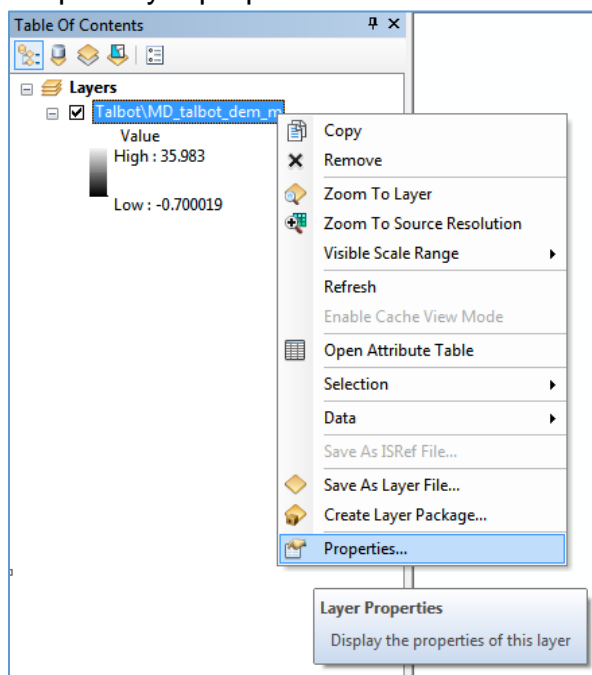 Table Of Contents
Layers
Talbot\MD_talbot_dem_m
Value
High : 35.983
Low : -0.700019
Copy
Remove
Zoom To Layer
Zoom To Source Resolution
Visible Scale Range
Refresh
Enable Cache View Mode
Open Attribute Table
Selection
Data
Save As ISRef File...
Save As Layer File...
Create Layer Package...
Properties...
Layer Properties
Display the properties of this layer